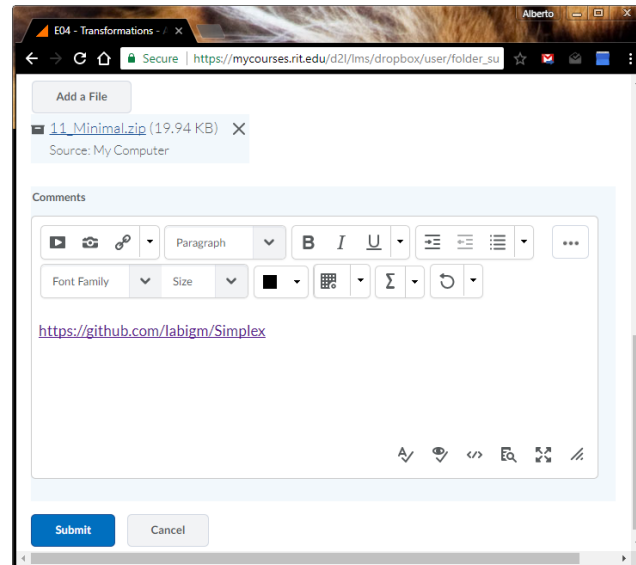 Alberto
E04 - Transformations - /
Secure | https://mycourses.rit.edu/d2l/lms/dropbox/user/folder_su
Add a File
11_Minimal.zip (19.94 KB)
Source: My Computer
Comments
Paragraph B I U
Font Family Size Σ
https://github.com/labigm/Simplex
Submit Cancel